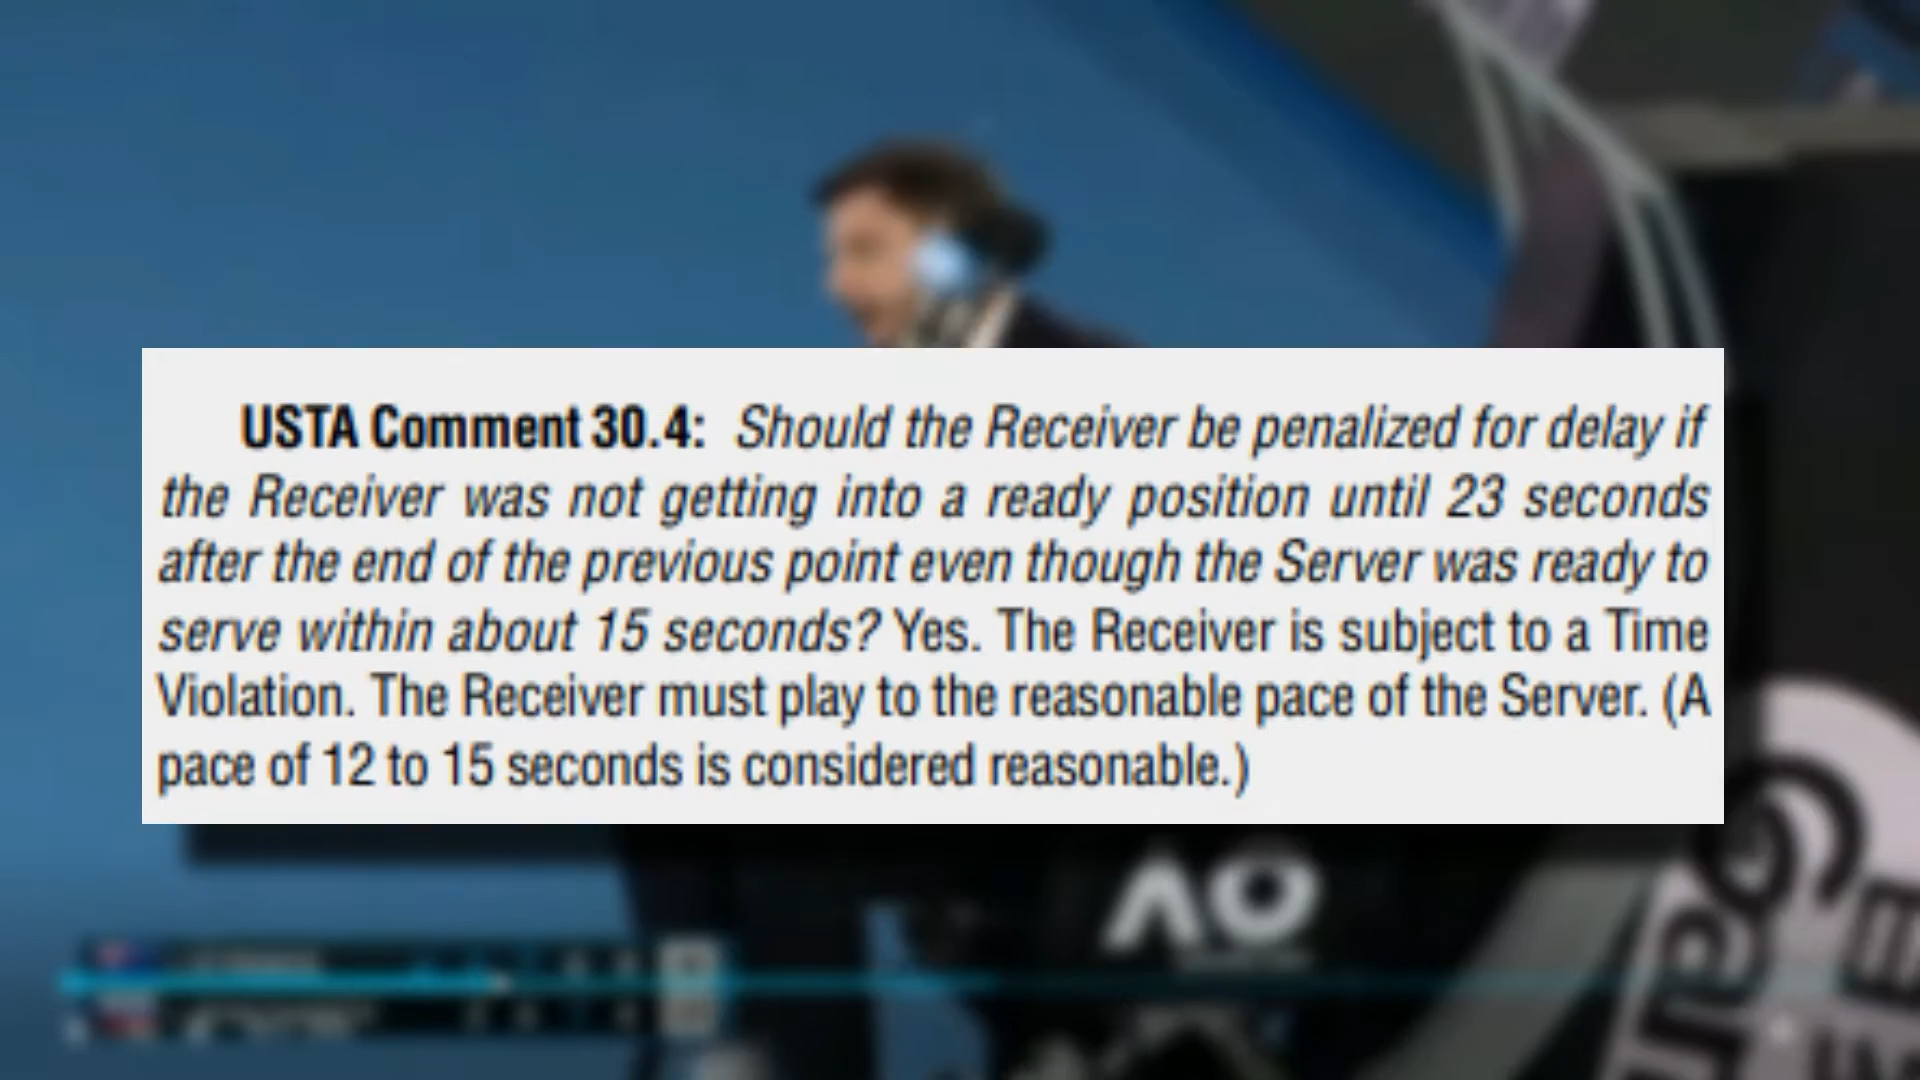 USTA Comment 30.4: Should the Receiver be penalized for delay if
the Receiver was not getting into a ready position until 23 seconds
after the end of the previous point even though the Server was ready to
serve within about 15 seconds? Yes. The Receiver is subject to a Time
Violation. The Receiver must play to the reasonable pace of the Server. (A
pace of 12 to 15 seconds is considered reasonable.)
AO